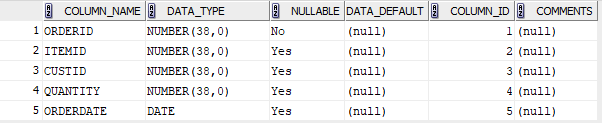 COLUMN_NAME DATA_TYPE NULLABLE DATA_DEFAULT COLUMN_ID COMMENTS
1 ORDERID NUMBER(38,0) No (null) 1 (null)
2 ITEMID NUMBER(38,0) Yes (null) 2 (null)
3 CUSTID NUMBER(38,0) Yes (null) 3 (null)
4 QUANTITY NUMBER(38,0) Yes (null) 4 (null)
5 ORDERDATE DATE Yes (null) 5 (null)